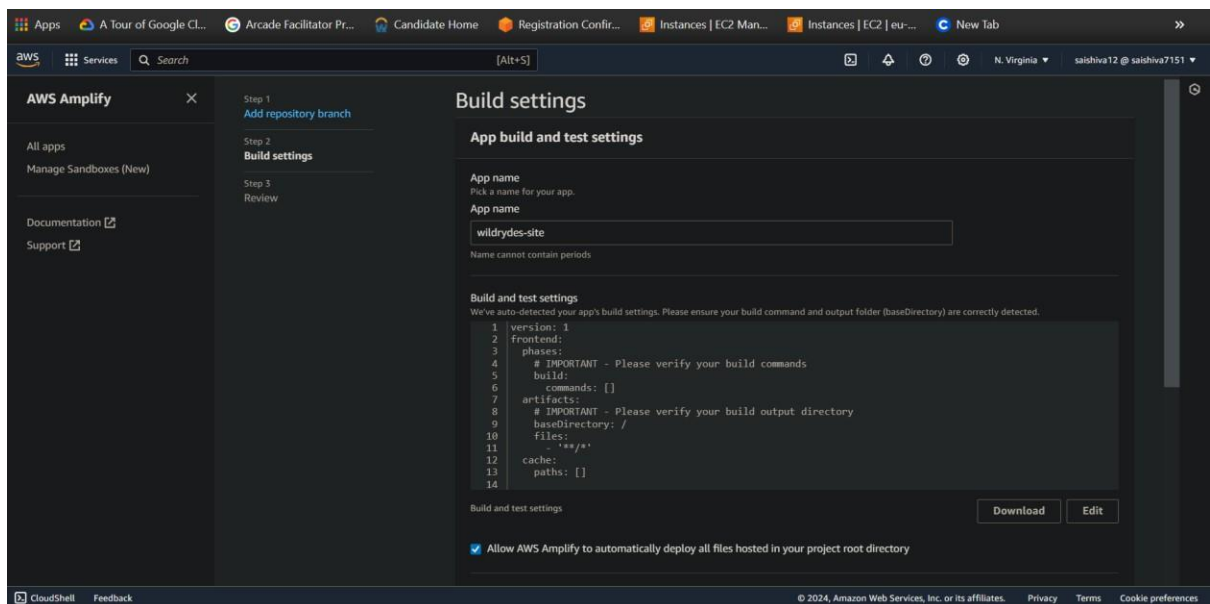 Apps A Tour of Google Cl... Arcade Facilitator Pr... Candidate Home Registration Confir... Instances | EC2 Man... Instances | EC2 | eu-... New Tab »
aws Services Search [Alt+S] N. Virginia saishiva12 @ saishiva7151
AWS Amplify
All apps
Manage Sandboxes (New)
Documentation
Support
Step 1
Add repository branch
Step 2
Build settings
Step 3
Review
Build settings
App build and test settings
App name
Pick a name for your app.
App name
wildrydes-site
Name cannot contain periods
Build and test settings
We've auto-detected your app's build settings. Please ensure your build command and output folder (baseDirectory) are correctly detected.
1 version: 1
2 frontend:
3 phases:
4 # IMPORTANT - Please verify your build commands
5 build:
6 commands: []
7 artifacts:
8 # IMPORTANT - Please verify your build output directory
9 baseDirectory: /
10 files:
11 - '**/*'
12 cache:
13 paths: []
14
Build and test settings Download Edit
Allow AWS Amplify to automatically deploy all files hosted in your project root directory
CloudShell Feedback © 2024, Amazon Web Services, Inc. or its affiliates. Privacy Terms Cookie preferences